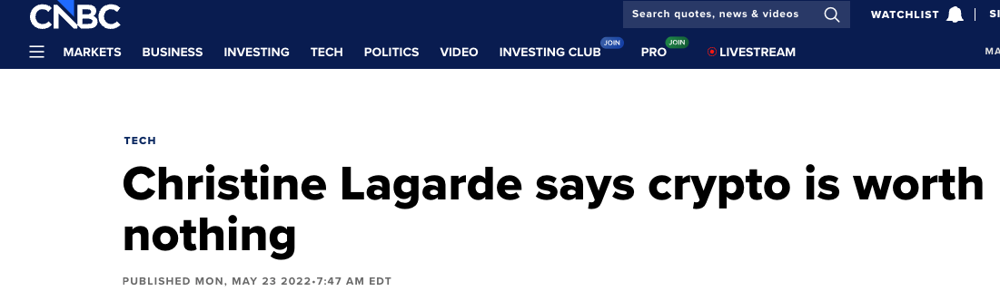 CNBC
Search quotes, news & videos
WATCHLIST
MARKETS BUSINESS INVESTING TECH POLITICS VIDEO INVESTING CLUB JOIN PRO JOIN LIVESTREAM
TECH
Christine Lagarde says crypto is worth
nothing
PUBLISHED MON, MAY 23 2022•7:47 AM EDT